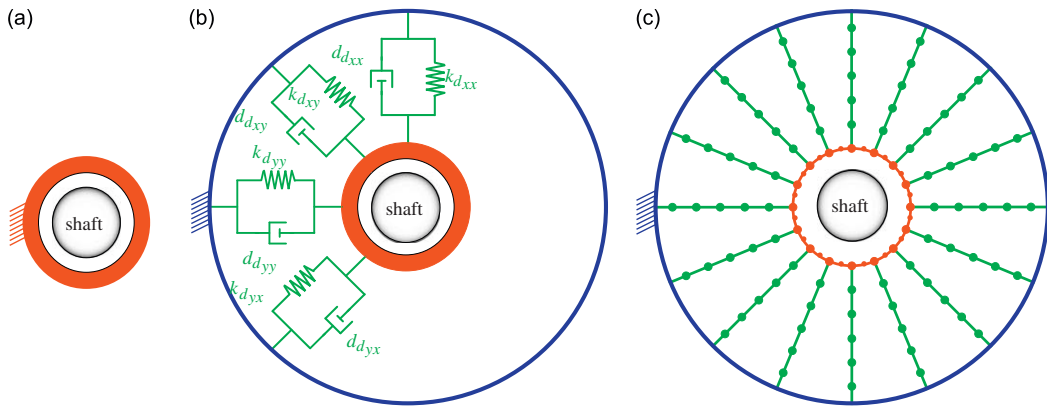 (a)
(b)
(c)
d_{d_{xx}}
k_{d_{xx}}
k_{d_{xy}}
d_{d_{xy}}
k_{d_{yy}}
shaft
shaft
shaft
d_{d_{yy}}
k_{d_{yx}}
d_{d_{yx}}